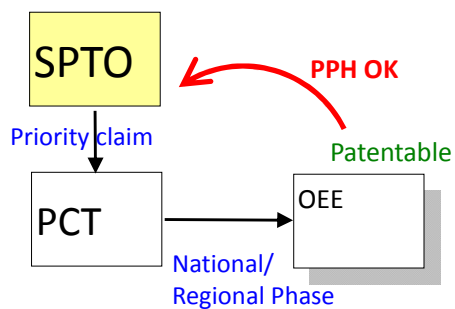 SPTO
PPH OK
Priority claim
Patentable
PCT
OEE
National/
Regional Phase